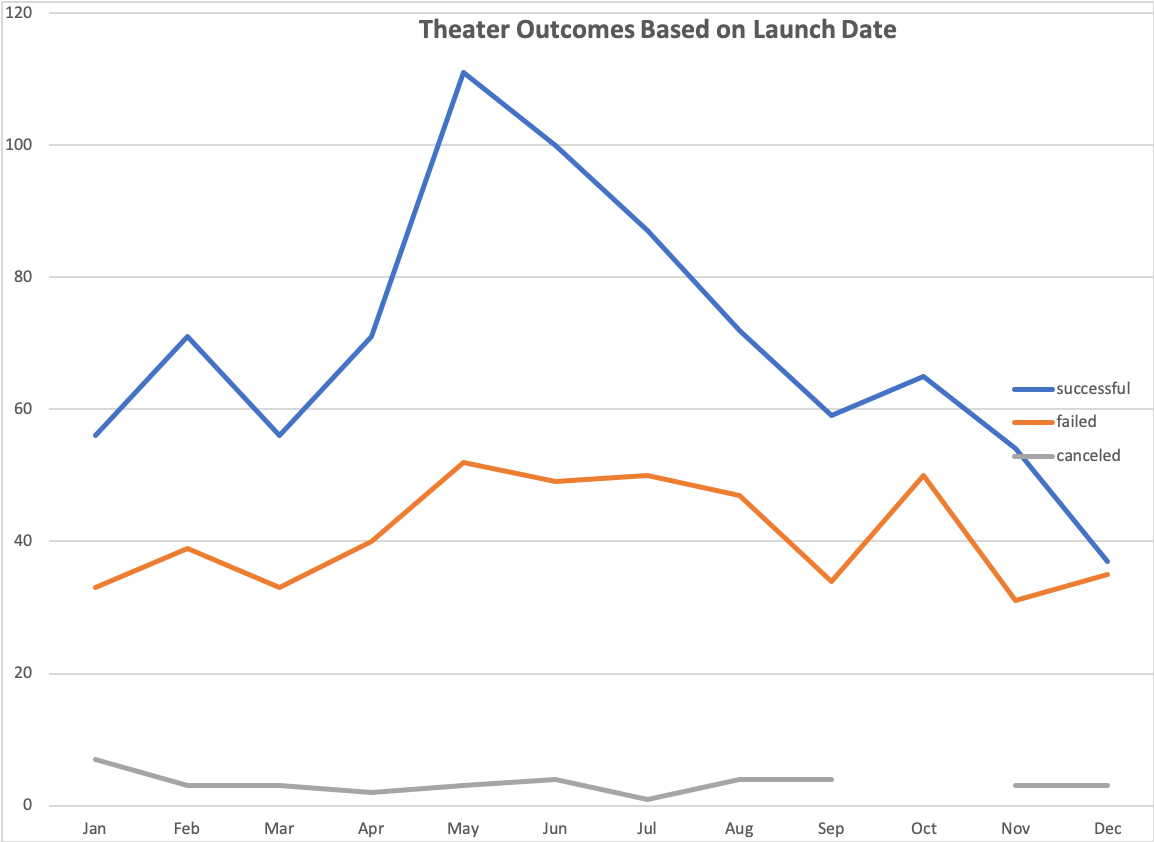 Theater Outcomes Based on Launch Date
120
100
80
60
40
20
0
successful
failed
canceled
Jan Feb Mar Apr May Jun Jul Aug Sep Oct Nov Dec